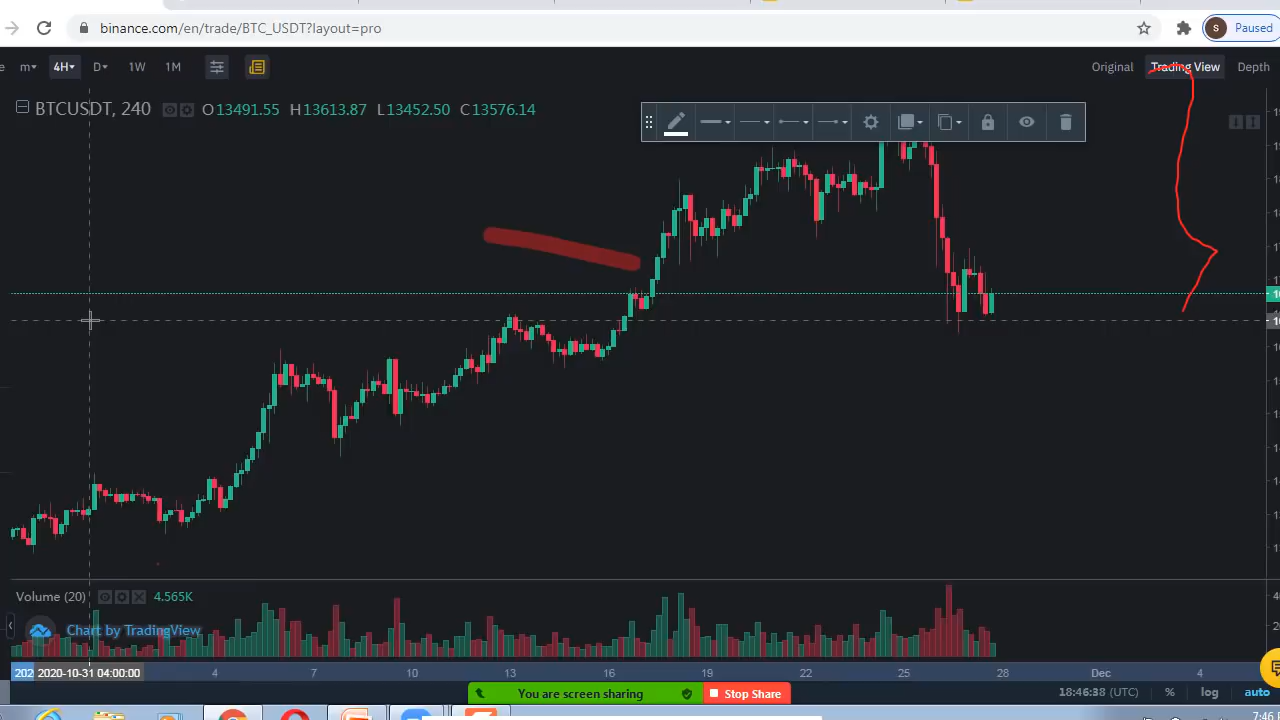 binance.com/en/trade/BTC_USDT?layout=pro
S Paused
m 4H D 1W 1M Original Trading View Depth
BTCUSDT, 240 O13491.55 H13613.87 L13452.50 C13576.14
Volume (20) 4.565K
Chart by TradingView
202 2020-10-31 04:00:00 4 7 10 13 16 19 22 25 28 Dec 4
You are screen sharing Stop Share 18:46:38 (UTC) % log auto